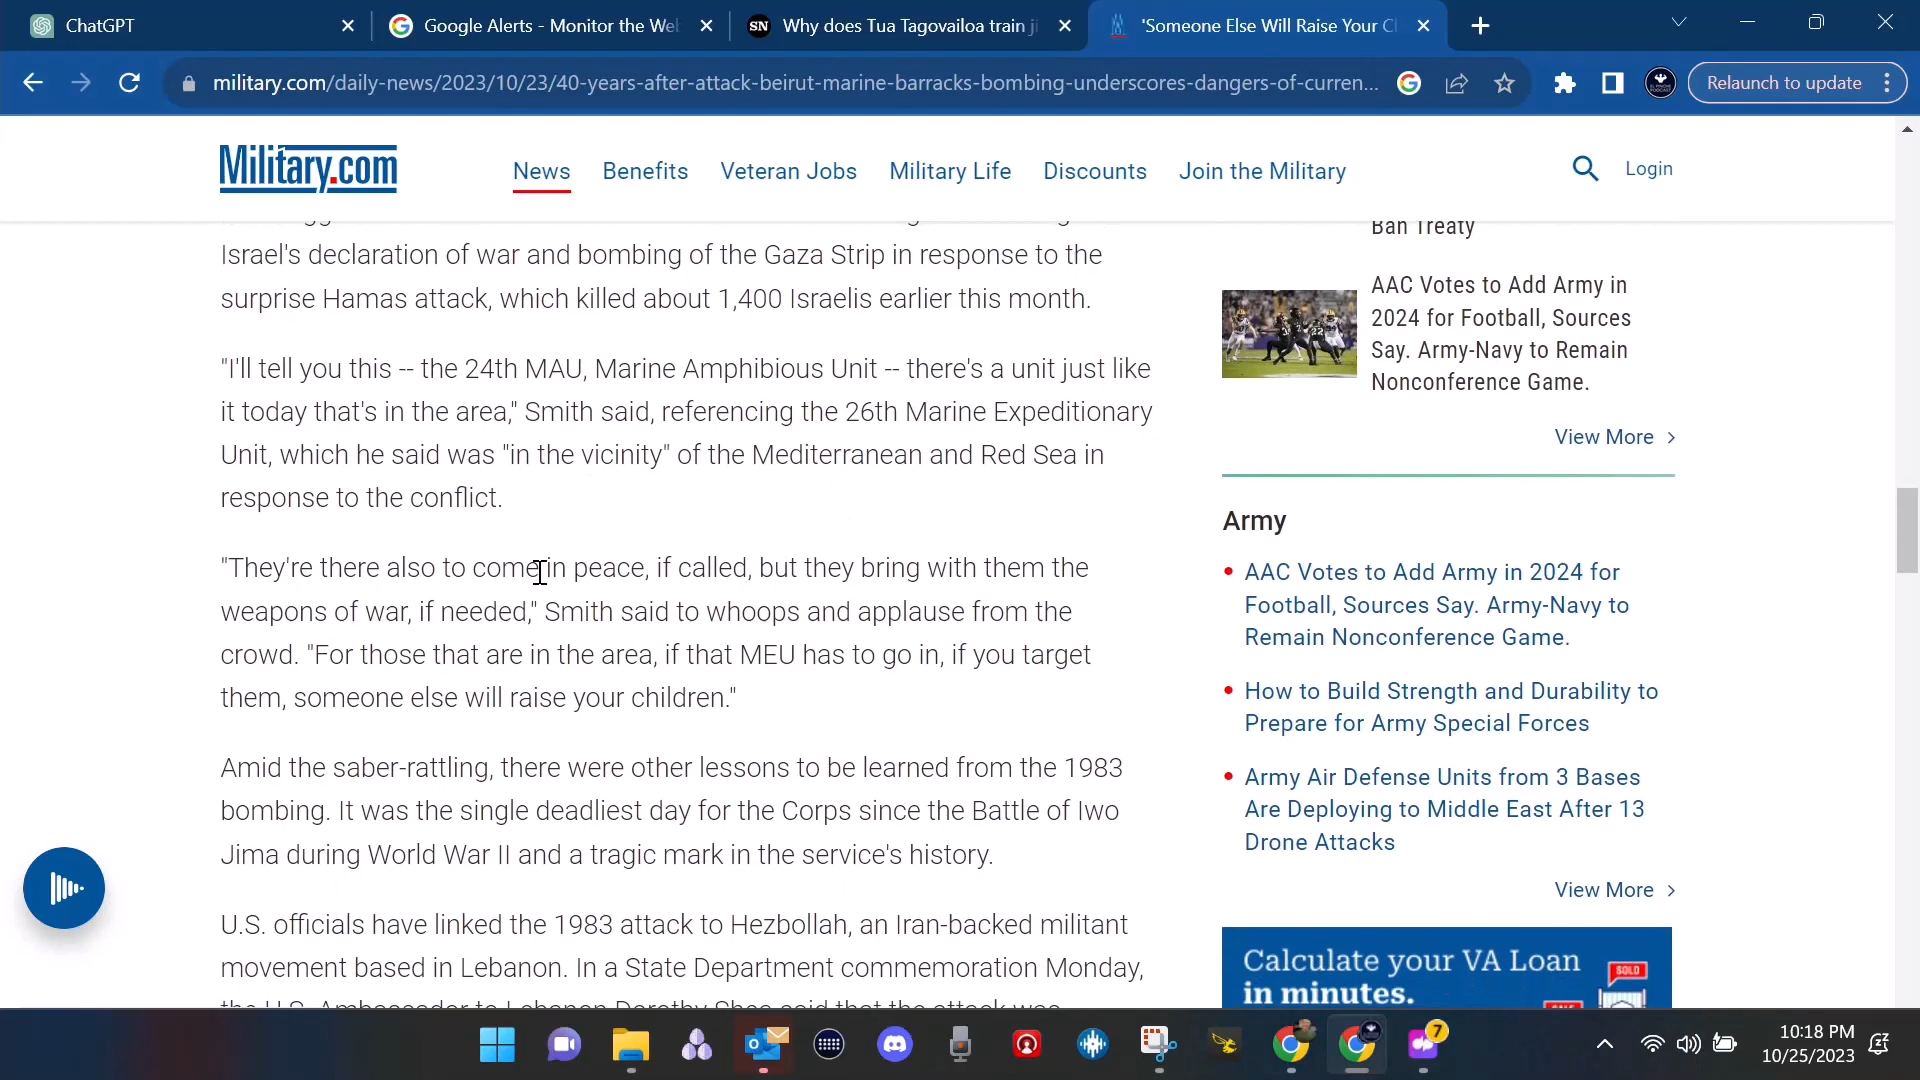 ChatGPT
Google Alerts - Monitor the Web
SN Why does Tua Tagovailoa train ji
'Someone Else Will Raise Your C
military.com/daily-news/2023/10/23/40-years-after-attack-beirut-marine-barracks-bombing-underscores-dangers-of-curren...
Relaunch to update
Military.com
News
Benefits
Veteran Jobs
Military Life
Discounts
Join the Military
Login
Israel's declaration of war and bombing of the Gaza Strip in response to the
surprise Hamas attack, which killed about 1,400 Israelis earlier this month.
"I'll tell you this -- the 24th MAU, Marine Amphibious Unit -- there's a unit just like
it today that's in the area," Smith said, referencing the 26th Marine Expeditionary
Unit, which he said was "in the vicinity" of the Mediterranean and Red Sea in
response to the conflict.
"They're there also to come in peace, if called, but they bring with them the
weapons of war, if needed," Smith said to whoops and applause from the
crowd. "For those that are in the area, if that MEU has to go in, if you target
them, someone else will raise your children."
Amid the saber-rattling, there were other lessons to be learned from the 1983
bombing. It was the single deadliest day for the Corps since the Battle of Iwo
Jima during World War II and a tragic mark in the service's history.
U.S. officials have linked the 1983 attack to Hezbollah, an Iran-backed militant
movement based in Lebanon. In a State Department commemoration Monday,
the U.S. Ambassador to Lebanon Dorothy Shea said that the attack was
Ban Treaty
AAC Votes to Add Army in
2024 for Football, Sources
Say. Army-Navy to Remain
Nonconference Game.
View More
Army
AAC Votes to Add Army in 2024 for
Football, Sources Say. Army-Navy to
Remain Nonconference Game.
How to Build Strength and Durability to
Prepare for Army Special Forces
Army Air Defense Units from 3 Bases
Are Deploying to Middle East After 13
Drone Attacks
View More
Calculate your VA Loan
in minutes.
SOLD
7
10:18 PM
10/25/2023